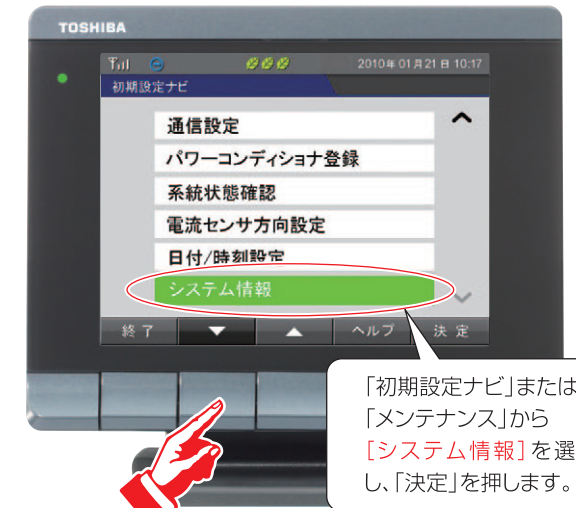 TOSHIBA
2010年01月21日 10:17
初期設定ナビ
通信設定
パワーコンディショナ登録
系統状態確認
電流センサ方向設定
日付/時刻設定
システム情報
終了 ▼ ▲ ヘルプ 決定
「初期設定ナビ」または
「メンテナンス」から
[システム情報]を選
し、「決定」を押します。